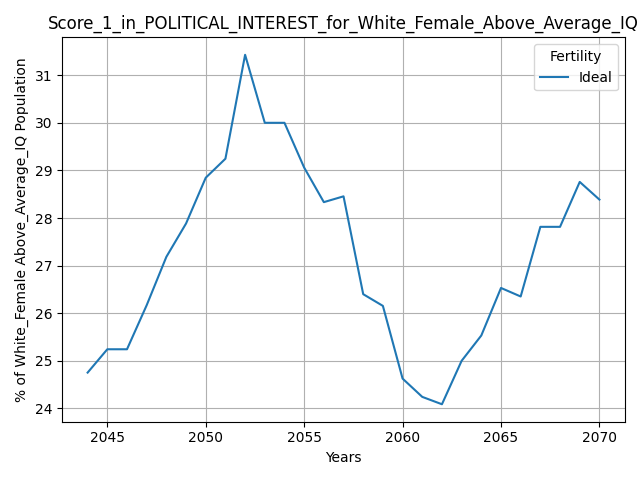 Score_1_in_POLITICAL_INTEREST_for_White_Female_Above_Average_IQ
Fertility
Ideal
% of White_Female Above_Average_IQ Population
31
30
29
28
27
26
25
24
2045 2050 2055 2060 2065 2070
Years